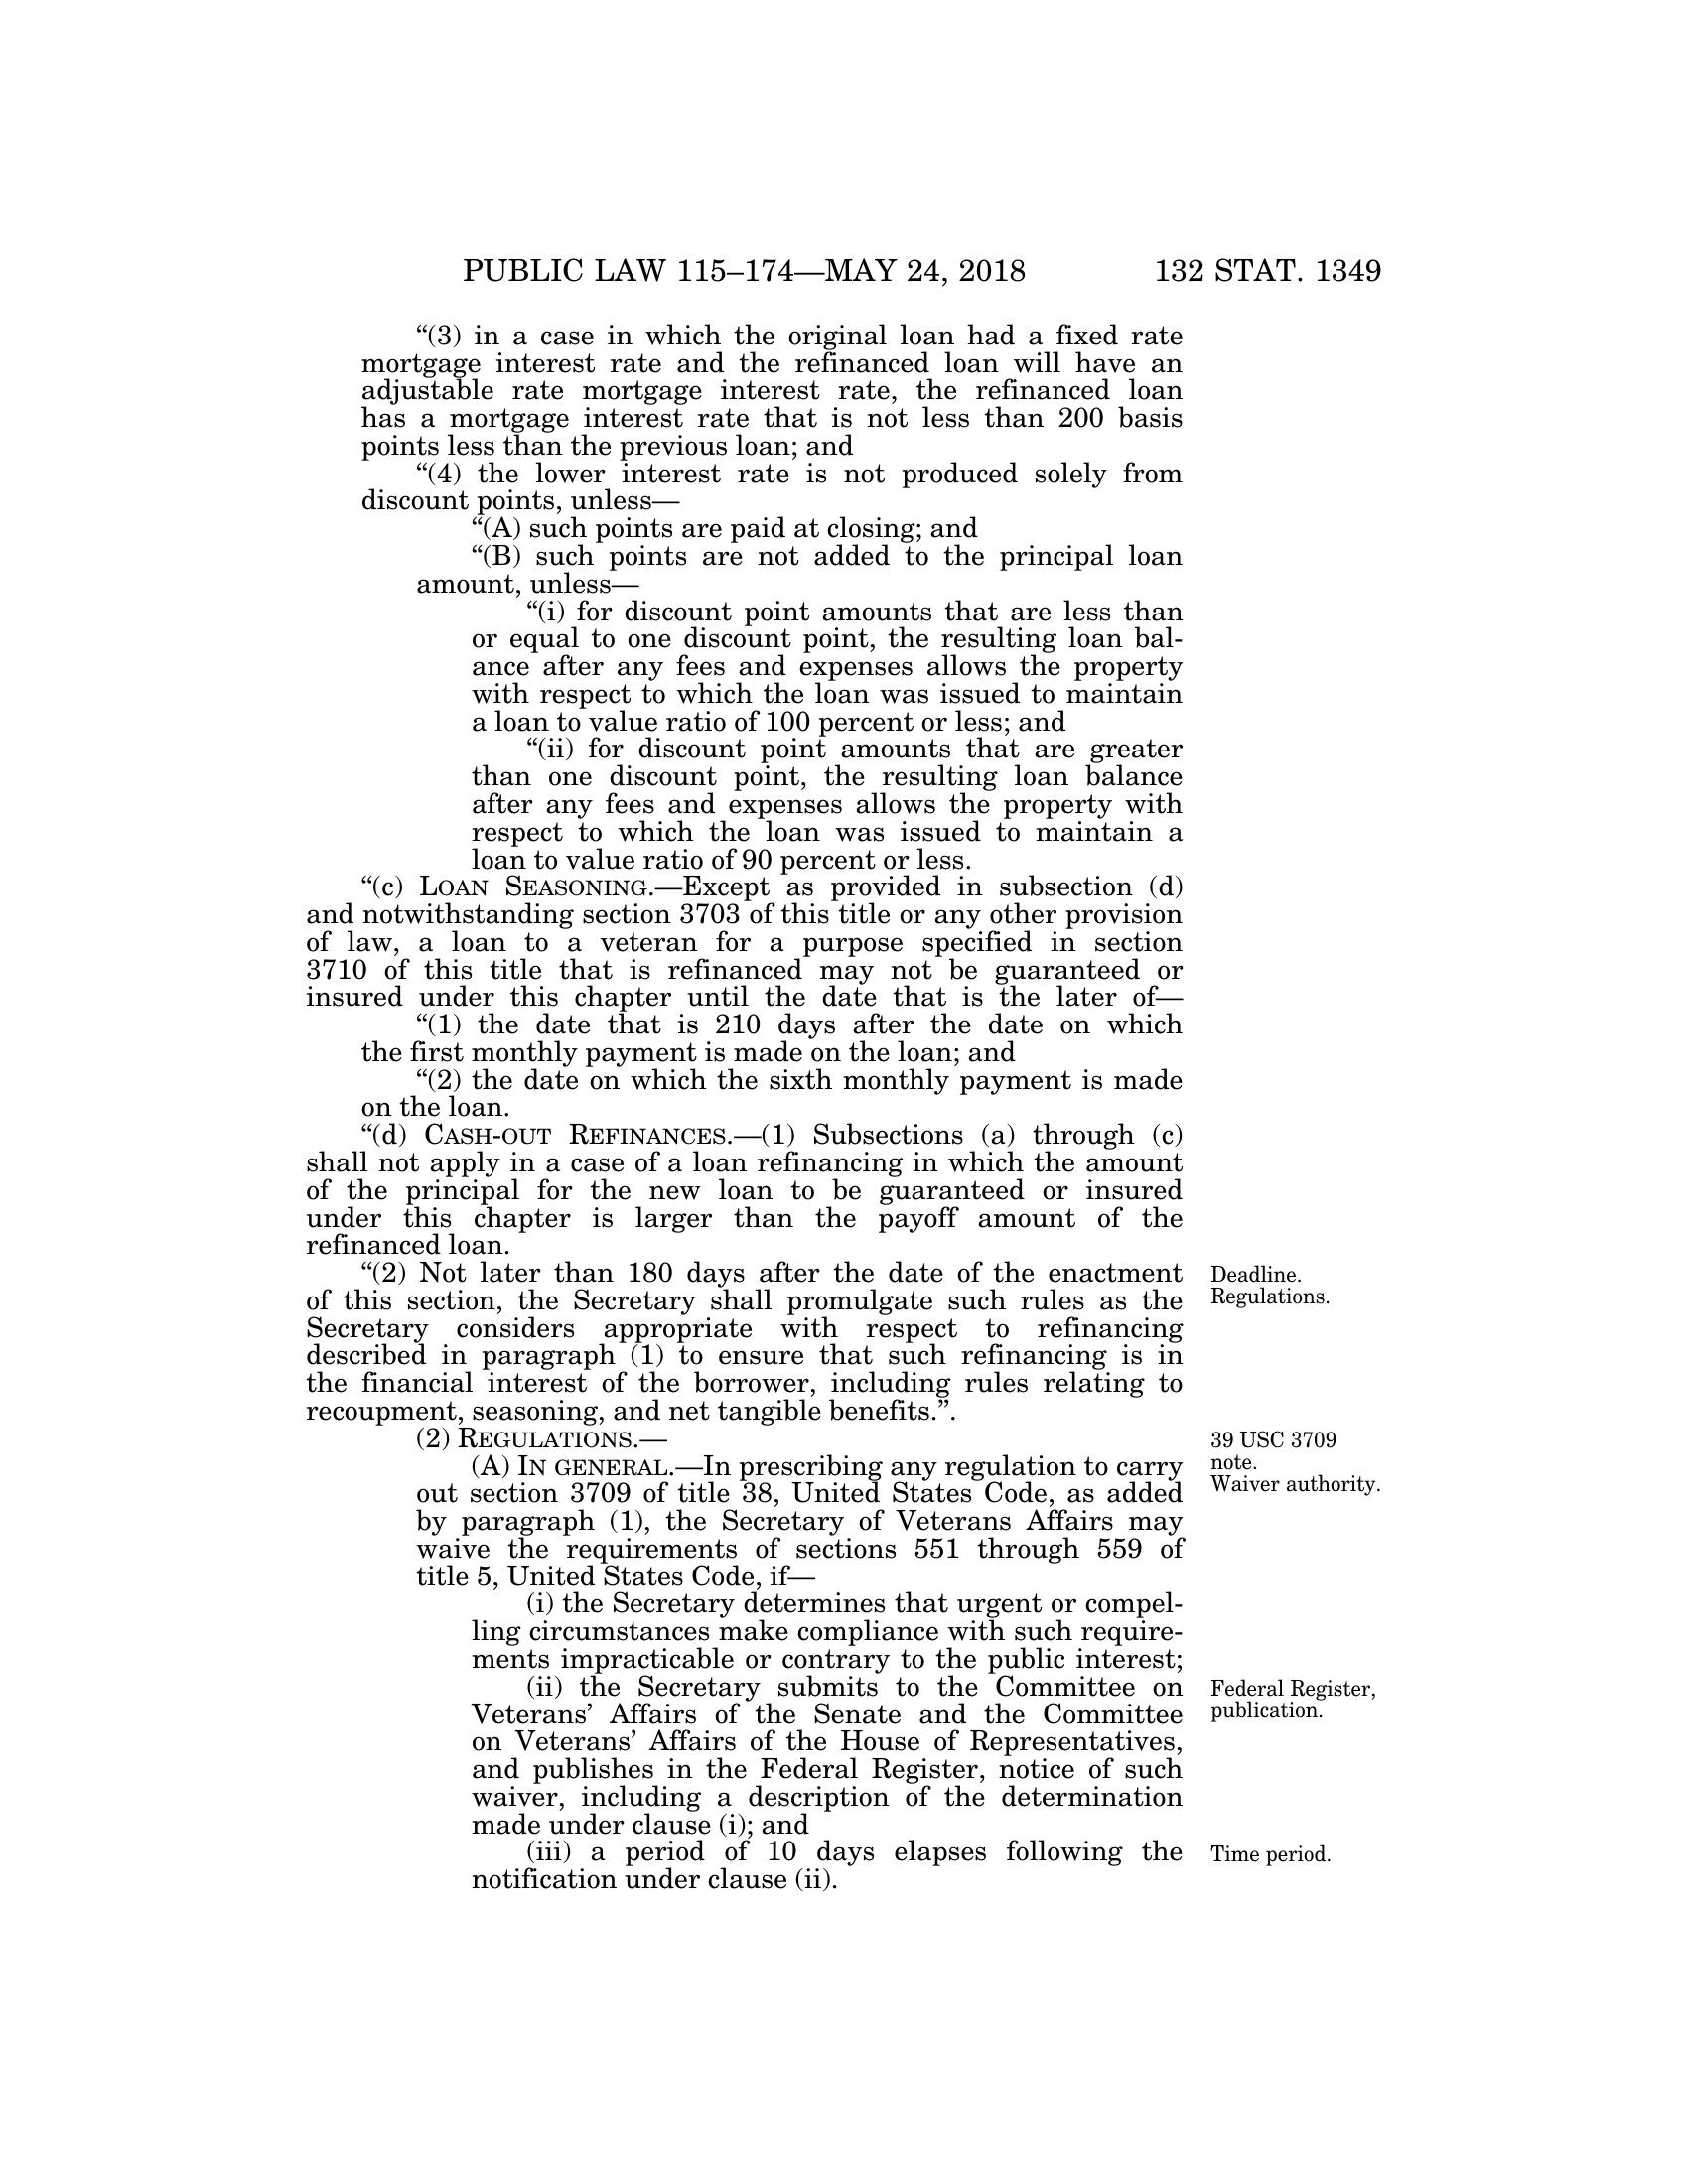 PUBLIC LAW 115–174—MAY 24, 2018 132 STAT. 1349
“(3) in a case in which the original loan had a fixed rate
mortgage interest rate and the refinanced loan will have an
adjustable rate mortgage interest rate, the refinanced loan
has a mortgage interest rate that is not less than 200 basis
points less than the previous loan; and
“(4) the lower interest rate is not produced solely from
discount points, unless—
“(A) such points are paid at closing; and
“(B) such points are not added to the principal loan
amount, unless—
“(i) for discount point amounts that are less than
or equal to one discount point, the resulting loan bal-
ance after any fees and expenses allows the property
with respect to which the loan was issued to maintain
a loan to value ratio of 100 percent or less; and
“(ii) for discount point amounts that are greater
than one discount point, the resulting loan balance
after any fees and expenses allows the property with
respect to which the loan was issued to maintain a
loan to value ratio of 90 percent or less.
“(c) LOAN SEASONING.—Except as provided in subsection (d)
and notwithstanding section 3703 of this title or any other provision
of law, a loan to a veteran for a purpose specified in section
3710 of this title that is refinanced may not be guaranteed or
insured under this chapter until the date that is the later of—
“(1) the date that is 210 days after the date on which
the first monthly payment is made on the loan; and
“(2) the date on which the sixth monthly payment is made
on the loan.
“(d) CASH-OUT REFINANCES.—(1) Subsections (a) through (c)
shall not apply in a case of a loan refinancing in which the amount
of the principal for the new loan to be guaranteed or insured
under this chapter is larger than the payoff amount of the
refinanced loan.
“(2) Not later than 180 days after the date of the enactment
of this section, the Secretary shall promulgate such rules as the
Secretary considers appropriate with respect to refinancing
described in paragraph (1) to ensure that such refinancing is in
the financial interest of the borrower, including rules relating to
recoupment, seasoning, and net tangible benefits.”.
(2) REGULATIONS.—
(A) IN GENERAL.—In prescribing any regulation to carry
out section 3709 of title 38, United States Code, as added
by paragraph (1), the Secretary of Veterans Affairs may
waive the requirements of sections 551 through 559 of
title 5, United States Code, if—
(i) the Secretary determines that urgent or compel-
ling circumstances make compliance with such require-
ments impracticable or contrary to the public interest;
(ii) the Secretary submits to the Committee on
Veterans’ Affairs of the Senate and the Committee
on Veterans’ Affairs of the House of Representatives,
and publishes in the Federal Register, notice of such
waiver, including a description of the determination
made under clause (i); and
(iii) a period of 10 days elapses following the
notification under clause (ii).
Deadline.
Regulations.
39 USC 3709
note.
Waiver authority.
Federal Register,
publication.
Time period.